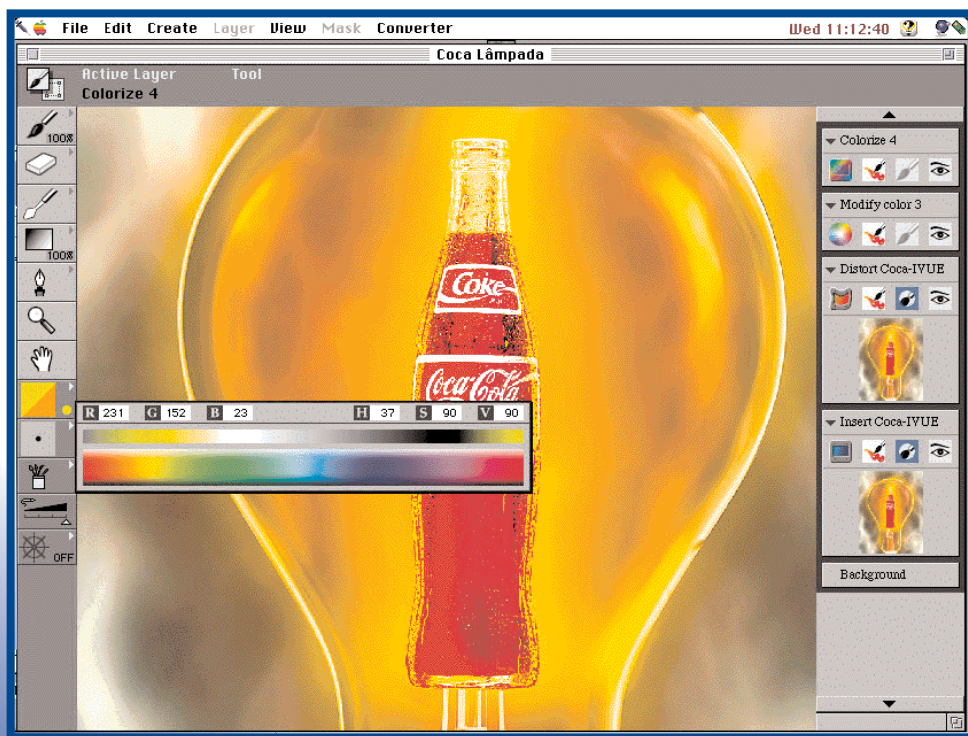 File Edit Create Layer View Mask Converter Wed 11:12:40
Coca Lâmpada
Active Layer Tool
Colorize 4
100%
100%
OFF
Coke
Coca-Cola
R 231 G 152 B 23 H 37 S 90 V 90
Colorize 4
Modify color 3
Distort Coca-IVUE
Insert Coca-IVUE
Background